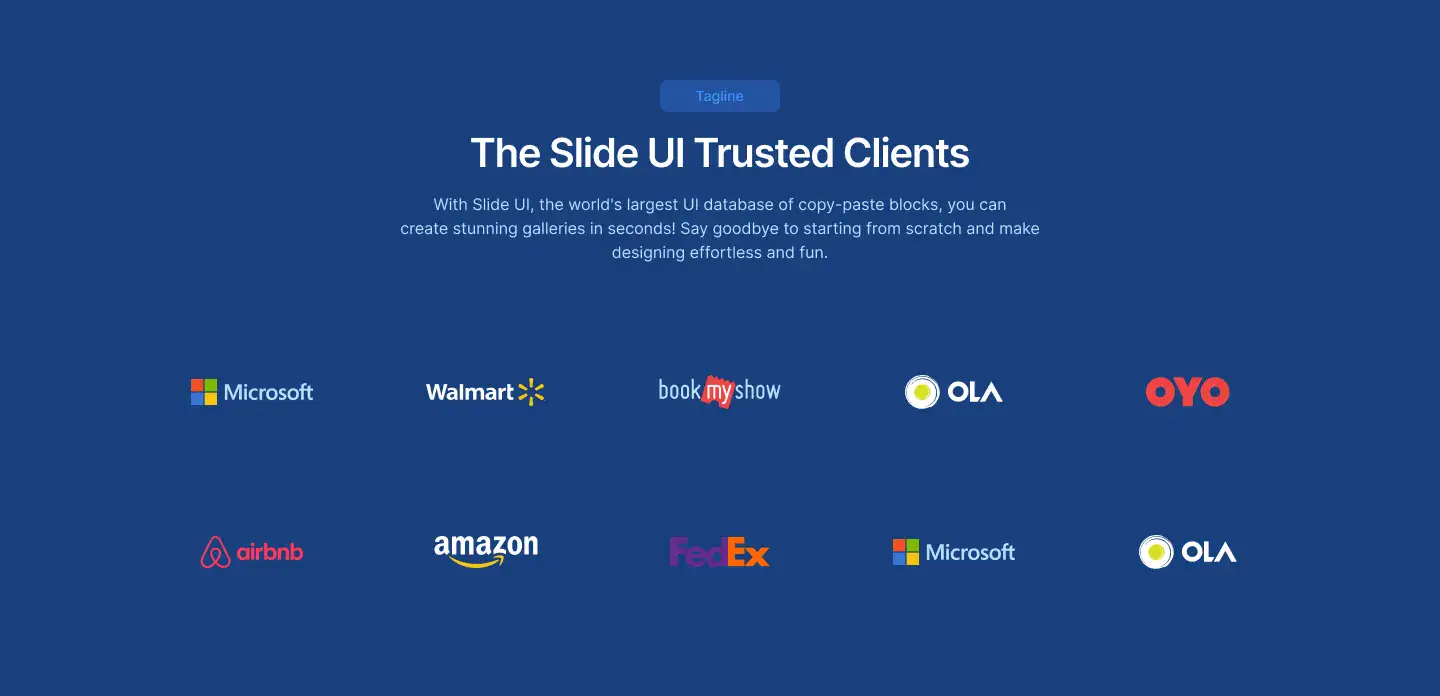 Tagline
The Slide UI Trusted Clients
With Slide UI, the world's largest UI database of copy-paste blocks, you can
create stunning galleries in seconds! Say goodbye to starting from scratch and make
designing effortless and fun.
Microsoft
Walmart
bookmyshow
OLA
OYO
airbnb
amazon
FedEx
Microsoft
OLA